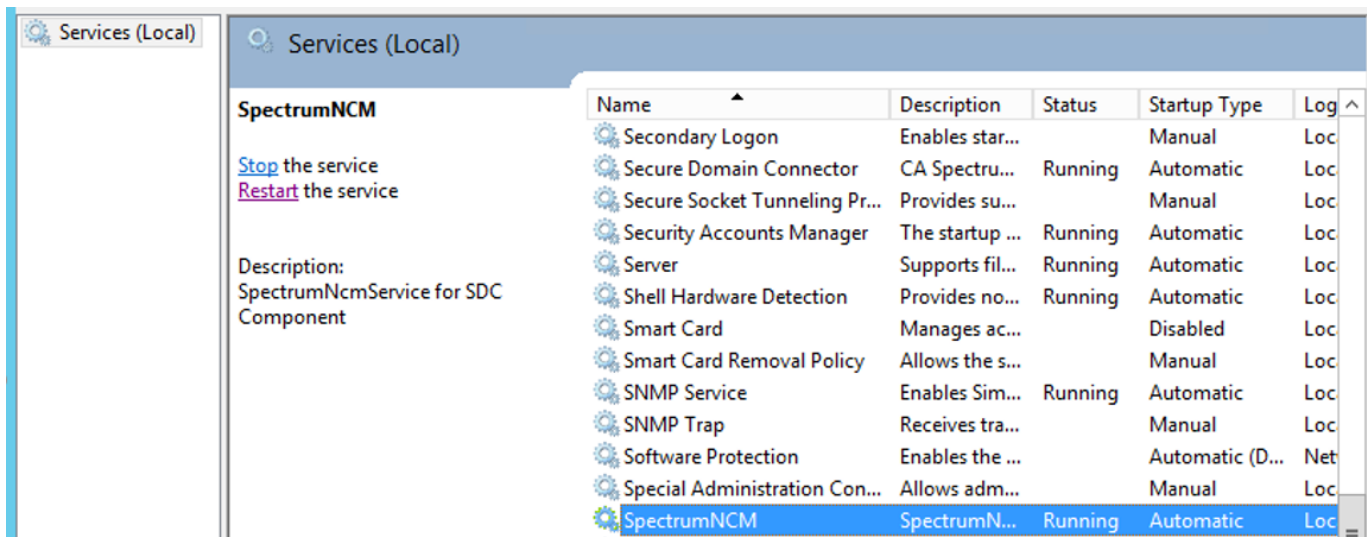 Services (Local)
Services (Local)
SpectrumNCM
Stop the service
Restart the service
Description:
SpectrumNcmService for SDC
Component
Name Description Status Startup Type Log
Secondary Logon Enables star... Manual Loc
Secure Domain Connector CA Spectru... Running Automatic Loc
Secure Socket Tunneling Pr... Provides su... Manual Loc
Security Accounts Manager The startup ... Running Automatic Loc
Server Supports fil... Running Automatic Loc
Shell Hardware Detection Provides no... Running Automatic Loc
Smart Card Manages ac... Disabled Loc
Smart Card Removal Policy Allows the s... Manual Loc
SNMP Service Enables Sim... Running Automatic Loc
SNMP Trap Receives tra... Manual Loc
Software Protection Enables the ... Automatic (D... Net
Special Administration Con... Allows adm... Manual Loc
SpectrumNCM SpectrumN... Running Automatic Loc